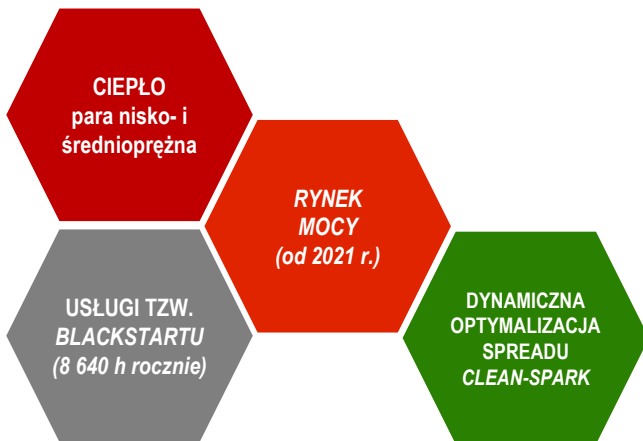 CIEPŁO
para nisko- i
średnioprężna
RYNEK
MOCY
(od 2021 r.)
USŁUGI TZW.
BLACKSTARTU
(8 640 h rocznie)
DYNAMICZNA
OPTYMALIZACJA
SPREADU
CLEAN-SPARK